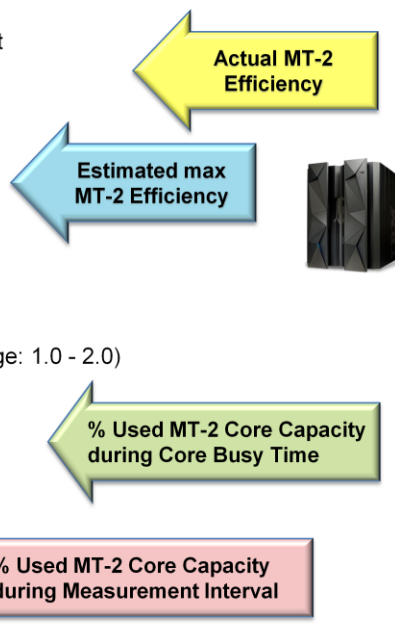 t
Actual MT-2
Efficiency
Estimated max
MT-2 Efficiency
ge: 1.0 - 2.0)
% Used MT-2 Core Capacity
during Core Busy Time
% Used MT-2 Core Capacity
during Measurement Interval